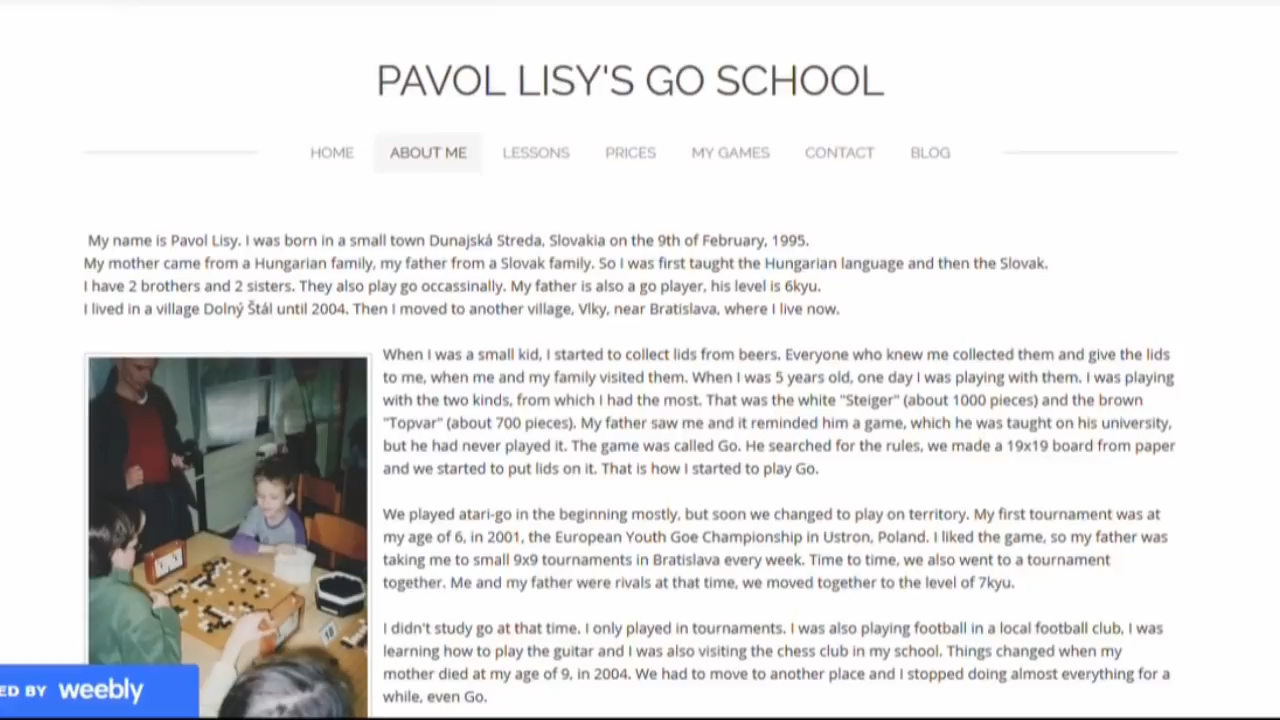 PAVOL LISY'S GO SCHOOL
HOME ABOUT ME LESSONS PRICES MY GAMES CONTACT BLOG
My name is Pavol Lisy. I was born in a small town Dunajská Streda, Slovakia on the 9th of February, 1995.
My mother came from a Hungarian family, my father from a Slovak family. So I was first taught the Hungarian language and then the Slovak.
I have 2 brothers and 2 sisters. They also play go occassinally. My father is also a go player, his level is 6kyu.
I lived in a village Dolný Štál until 2004. Then I moved to another village, Vlky, near Bratislava, where I live now.
When I was a small kid, I started to collect lids from beers. Everyone who knew me collected them and give the lids
to me, when me and my family visited them. When I was 5 years old, one day I was playing with them. I was playing
with the two kinds, from which I had the most. That was the white "Steiger" (about 1000 pieces) and the brown
"Topvar" (about 700 pieces). My father saw me and it reminded him a game, which he was taught on his university,
but he had never played it. The game was called Go. He searched for the rules, we made a 19x19 board from paper
and we started to put lids on it. That is how I started to play Go.
We played atari-go in the beginning mostly, but soon we changed to play on territory. My first tournament was at
my age of 6, in 2001, the European Youth Goe Championship in Ustron, Poland. I liked the game, so my father was
taking me to small 9x9 tournaments in Bratislava every week. Time to time, we also went to a tournament
together. Me and my father were rivals at that time, we moved together to the level of 7kyu.
I didn't study go at that time. I only played in tournaments. I was also playing football in a local football club, I was
learning how to play the guitar and I was also visiting the chess club in my school. Things changed when my
mother died at my age of 9, in 2004. We had to move to another place and I stopped doing almost everything for a
while, even Go.
ED BY weebly
18